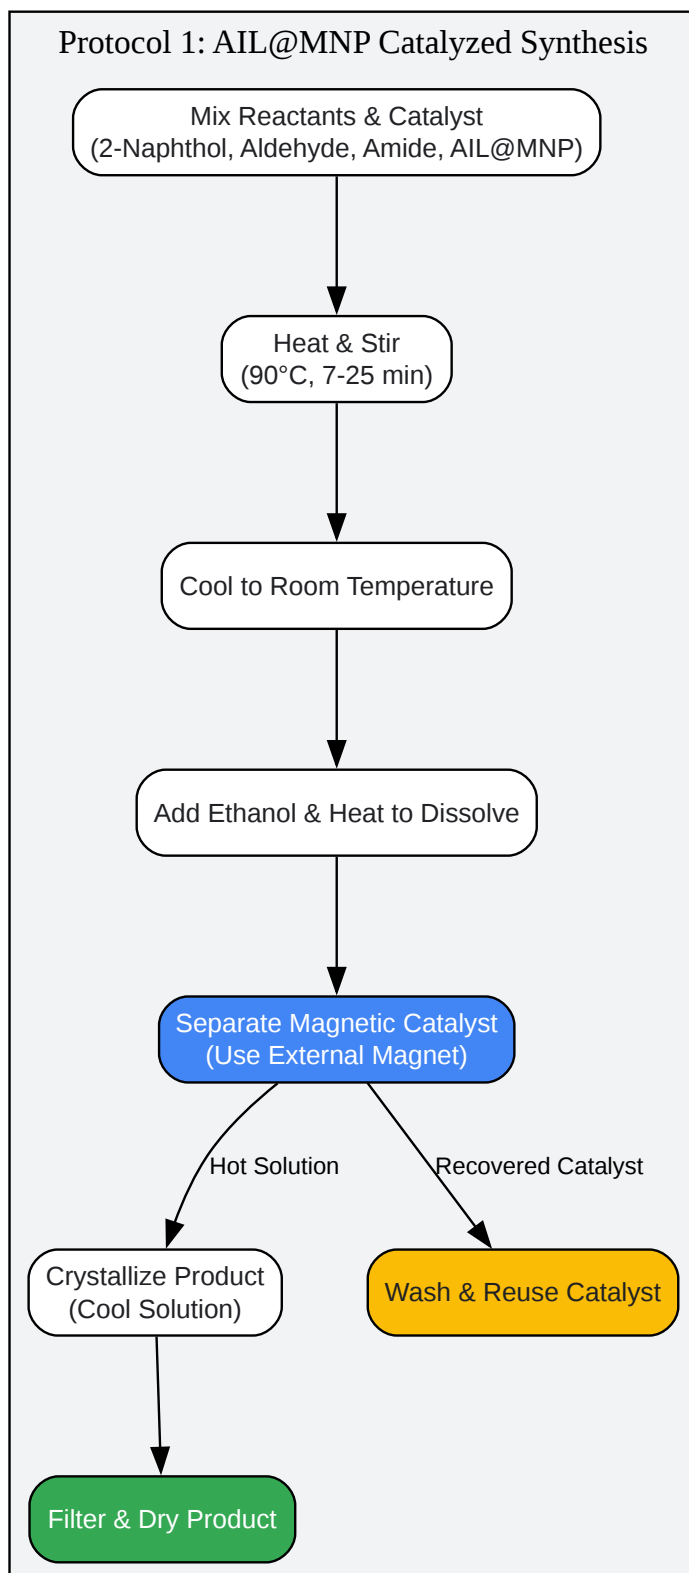 Protocol 1: AIL@MNP Catalyzed Synthesis
Mix Reactants & Catalyst
(2-Naphthol, Aldehyde, Amide, AIL@MNP)
Heat & Stir
(90°C, 7-25 min)
Cool to Room Temperature
Add Ethanol & Heat to Dissolve
Separate Magnetic Catalyst
(Use External Magnet)
Hot Solution
Recovered Catalyst
Crystallize Product
(Cool Solution)
Wash & Reuse Catalyst
Filter & Dry Product